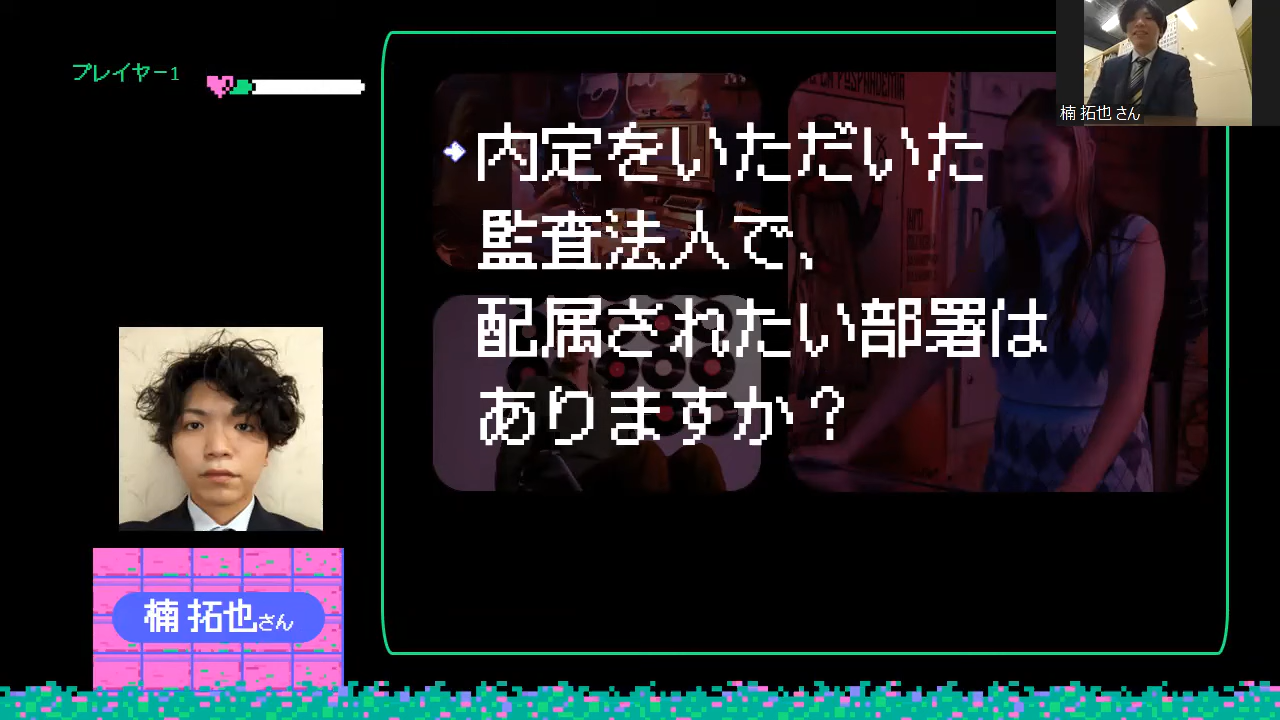 プレイヤー1
楠 拓也 さん
内定をいただいた
監査法人で、
配属されたい部署は
ありますか？
楠 拓也さん